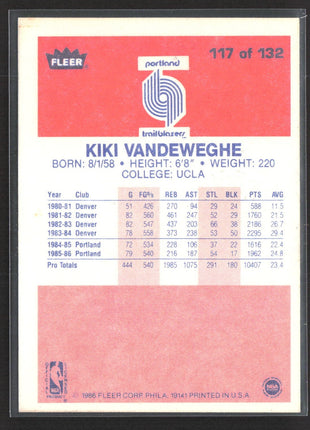 FLEER
117 of 132
portland
trailblazers
KIKI VANDEWEGHE
BORN: 8/1/58 • HEIGHT: 6'8" • WEIGHT: 220
COLLEGE: UCLA
Year Club G FG% REB AST STL BLK PTS AVG
1980-81 Denver 51 426 270 94 29 24 588 11.5
1981-82 Denver 82 560 461 247 52 29 1760 21.5
1982-83 Denver 82 547 437 203 66 38 2186 26.7
1983-84 Denver 78 558 373 238 53 50 2295 29.4
1984-85 Portland 72 534 228 106 37 22 1616 22.4
1985-86 Portland 79 540 216 187 54 17 1962 24.8
Pro Totals 444 540 1985 1075 291 180 10407 23.4
NBA
© 1986 FLEER CORP. PHILA. 19141 PRINTED IN U.S.A.